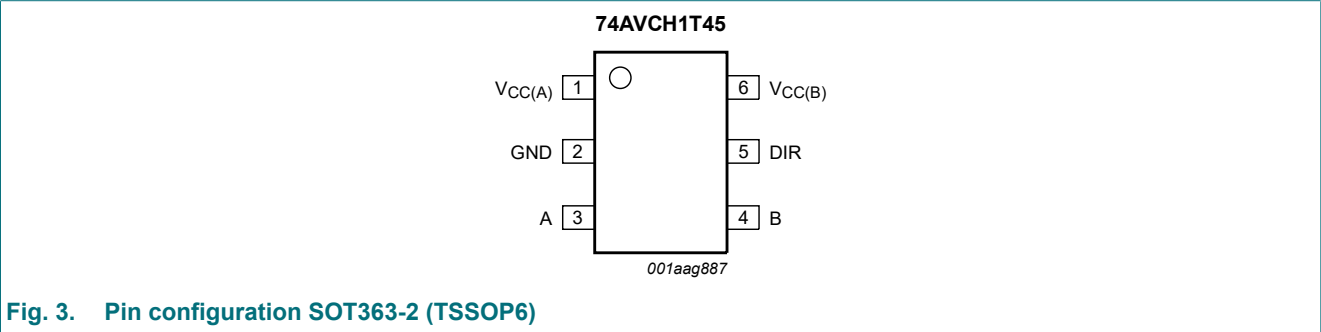 74AVCH1T45
VCC(A) 1 6 VCC(B)
GND 2 5 DIR
A 3 4 B
001aag887
Fig. 3. Pin configuration SOT363-2 (TSSOP6)